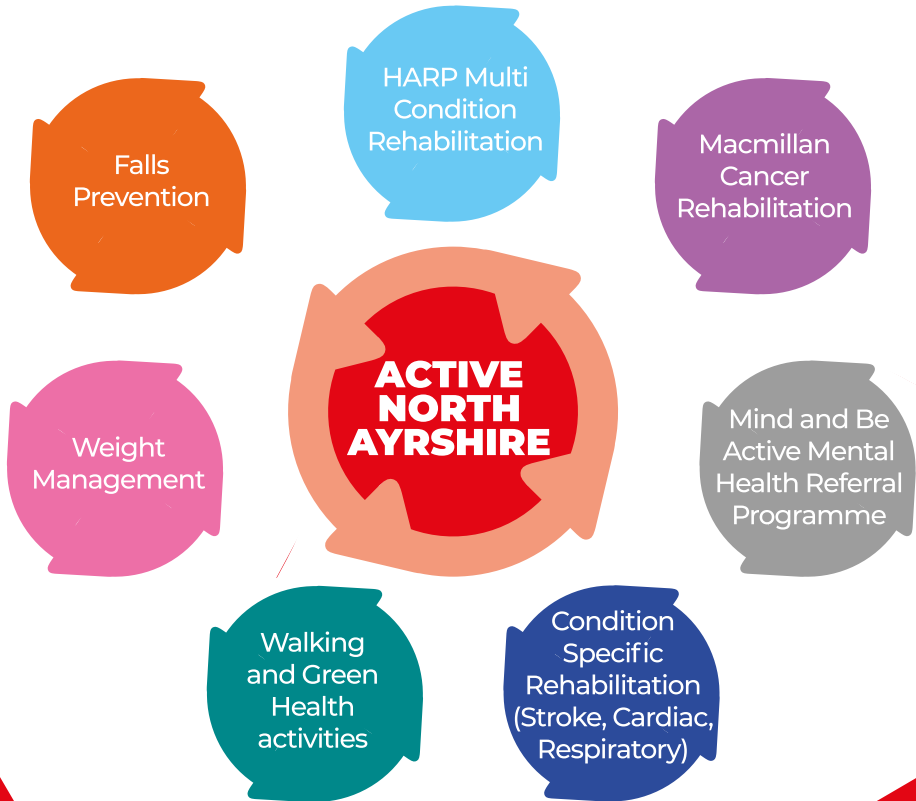 HARP Multi
Condition
Rehabilitation
Falls
Prevention
Macmillan
Cancer
Rehabilitation
ACTIVE
NORTH
AYRSHIRE
Weight
Management
Mind and Be
Active Mental
Health Referral
Programme
Walking
and Green
Health
activities
Condition
Specific
Rehabilitation
(Stroke, Cardiac,
Respiratory)